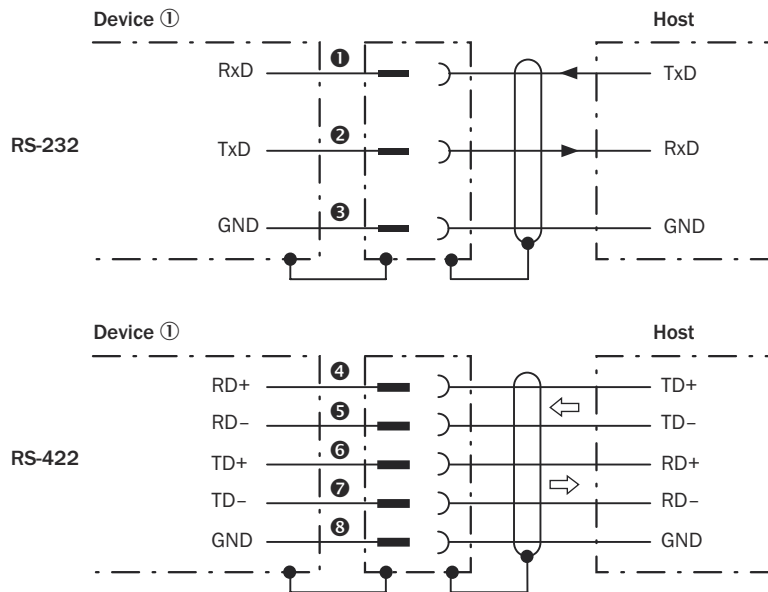 Device ① Host
RxD ❶ TxD
RS-232 TxD ❷ RxD
GND ❸ GND
Device ① Host
RD+ ❹ TD+
RD– ❺ TD–
RS-422 TD+ ❻ RD+
TD– ❼ RD–
GND ❽ GND